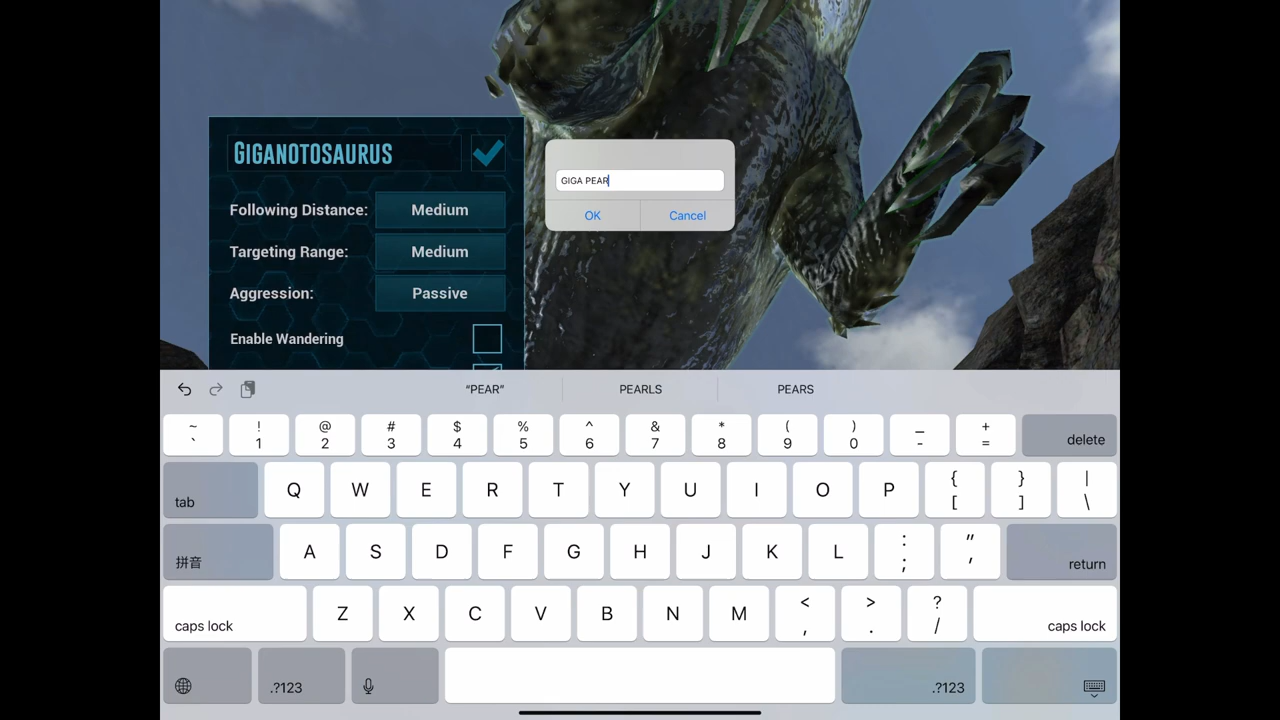 GIGANOTOSAURUS
Following Distance: Medium
Targeting Range: Medium
Aggression: Passive
Enable Wandering
GIGA PEAR
OK Cancel
“PEAR” PEARLS PEARS
~ ! @ # $ % ^ & * ( ) _ +
` 1 2 3 4 5 6 7 8 9 0 - = delete
tab Q W E R T Y U I O P { [ } ] | \
拼音 A S D F G H J K L : ; " ' return
caps lock Z X C V B N M < , > . ? / caps lock
.?123 .?123